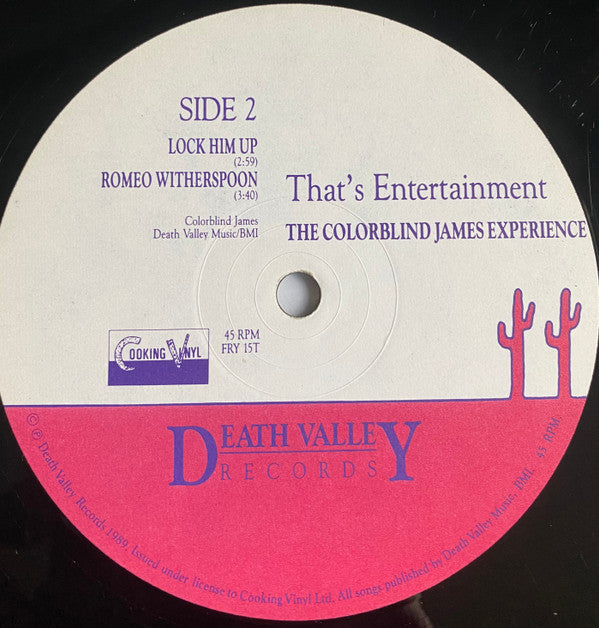 SIDE 2
LOCK HIM UP
(2:59)
ROMEO WITHERSPOON
(3:40)
Colorblind James
Death Valley Music/BMI
That's Entertainment
THE COLORBLIND JAMES EXPERIENCE
COOKING VINYL
45 RPM
FRY 15T
DEATH VALLEY
RECORDS
© ℗ Death Valley Records 1989. Issued under license to Cooking Vinyl Ltd. All songs published by Death Valley Music, BMI. 45 RPM